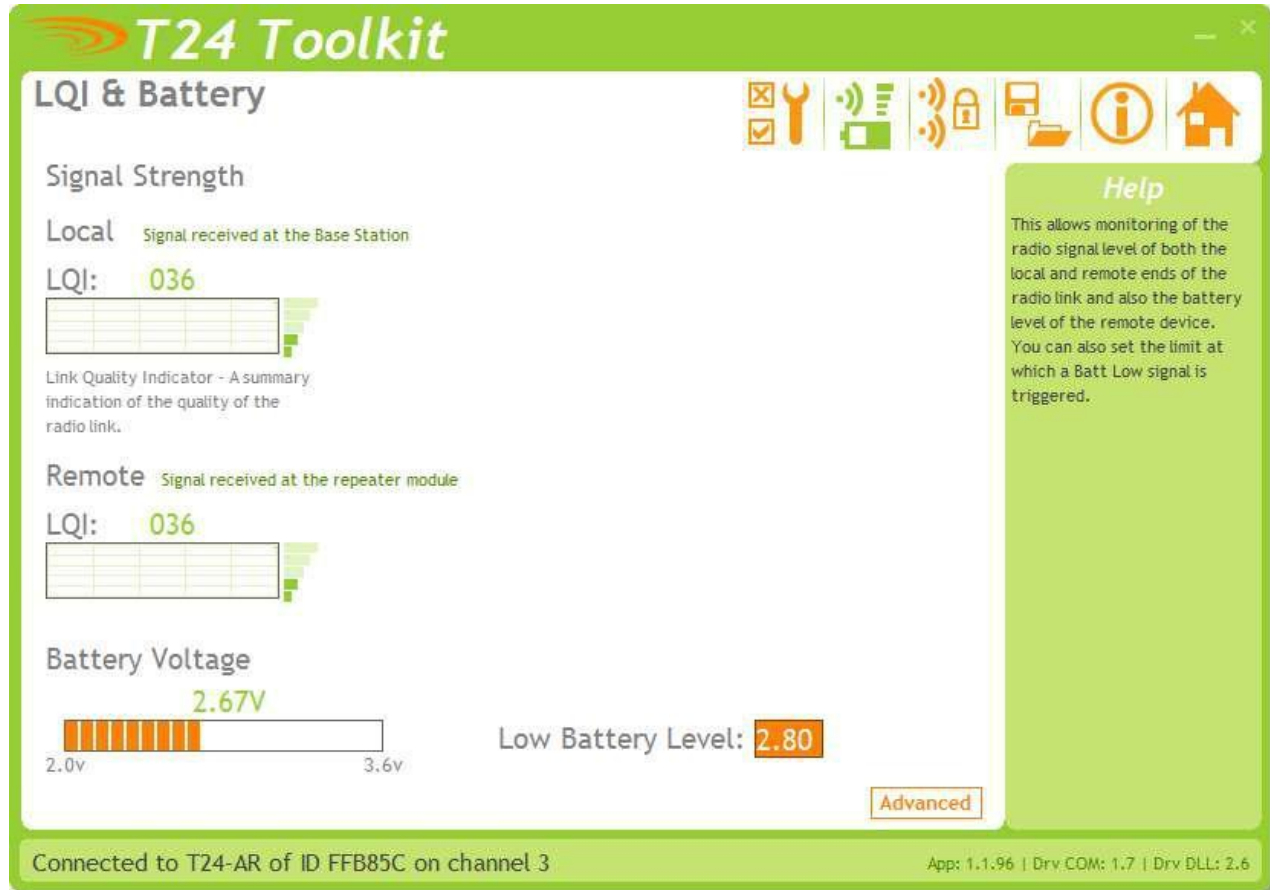 T24 Toolkit
LQI & Battery
Signal Strength
Local Signal received at the Base Station
LQI: 036
Link Quality Indicator - A summary
indication of the quality of the
radio link.
Remote Signal received at the repeater module
LQI: 036
Battery Voltage
2.67V
2.0v 3.6v
Low Battery Level: 2.80
Advanced
Help
This allows monitoring of the
radio signal level of both the
local and remote ends of the
radio link and also the battery
level of the remote device.
You can also set the limit at
which a Batt Low signal is
triggered.
Connected to T24-AR of ID FFB85C on channel 3
App: 1.1.96 | Drv COM: 1.7 | Drv DLL: 2.6